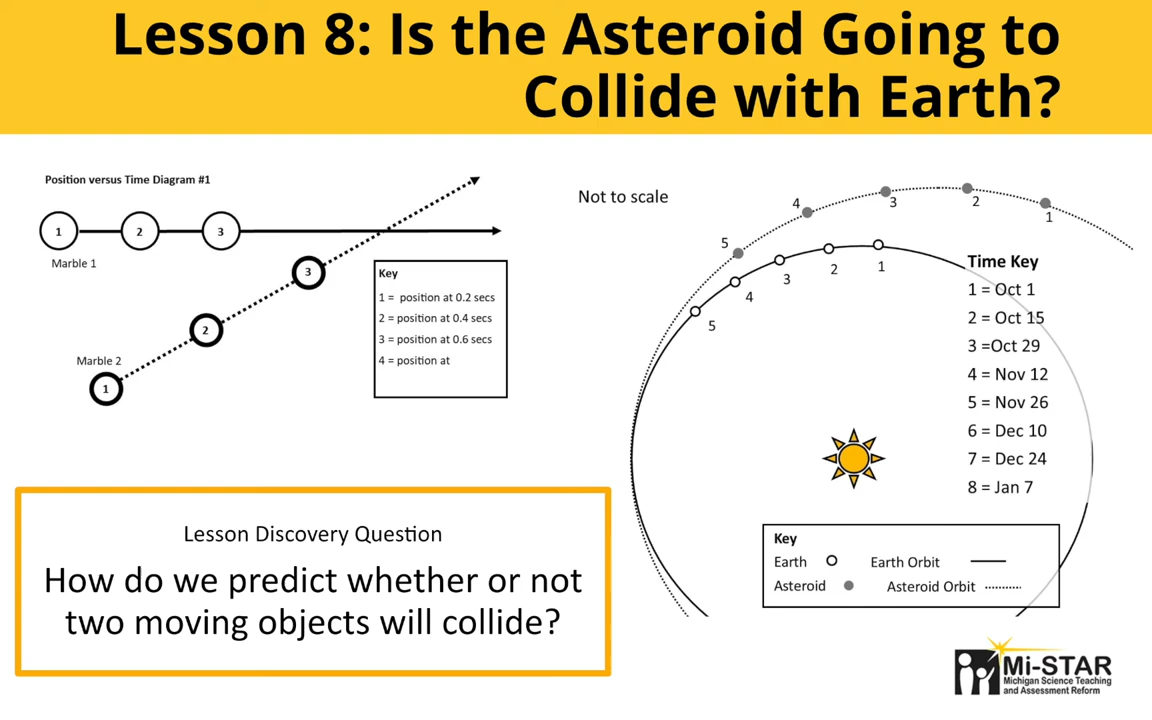 Lesson 8: Is the Asteroid Going to
Collide with Earth?
Position versus Time Diagram #1
1
2
3
Marble 1
3
2
Marble 2
1
Key
1 = position at 0.2 secs
2 = position at 0.4 secs
3 = position at 0.6 secs
4 = position at
Not to scale
5
4
3
2
1
5
4
3
2
1
Time Key
1 = Oct 1
2 = Oct 15
3 =Oct 29
4 = Nov 12
5 = Nov 26
6 = Dec 10
7 = Dec 24
8 = Jan 7
Key
Earth
Earth Orbit
Asteroid
Asteroid Orbit
Lesson Discovery Question
How do we predict whether or not
two moving objects will collide?
Mi-STAR
Michigan Science Teaching
and Assessment Reform